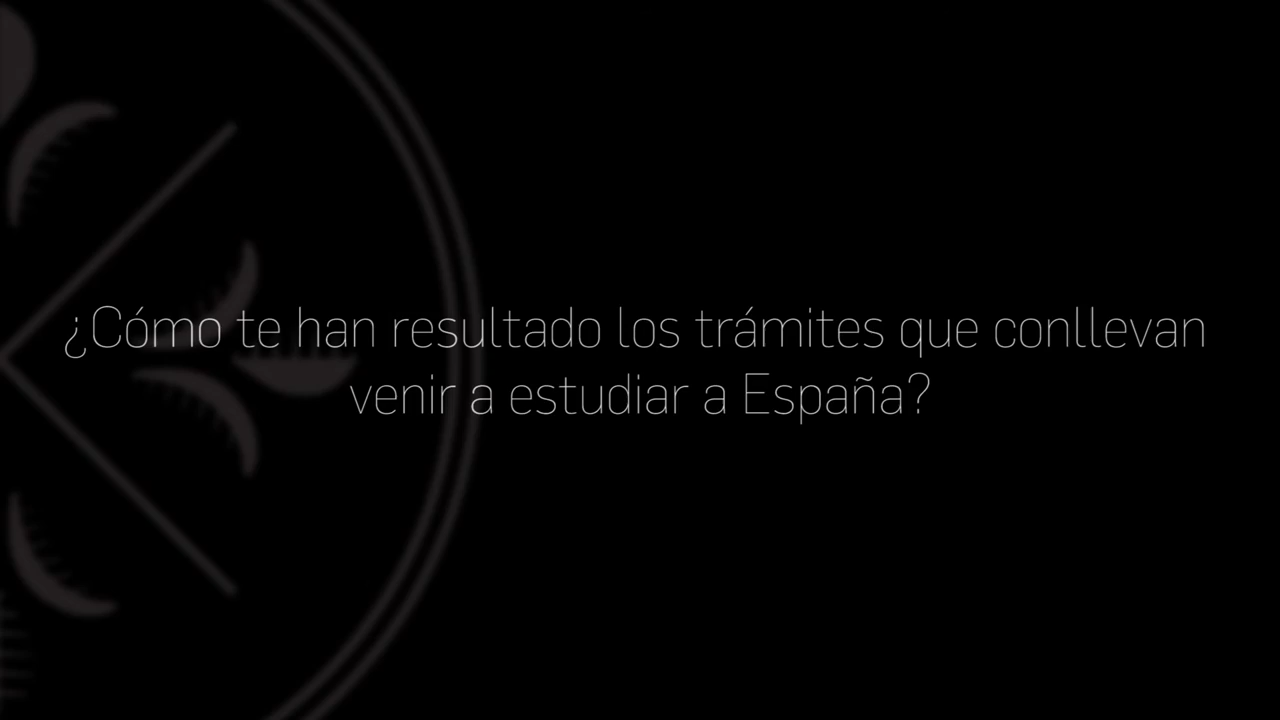 ¿Cómo te han resultado los trámites que conllevan
venir a estudiar a España?